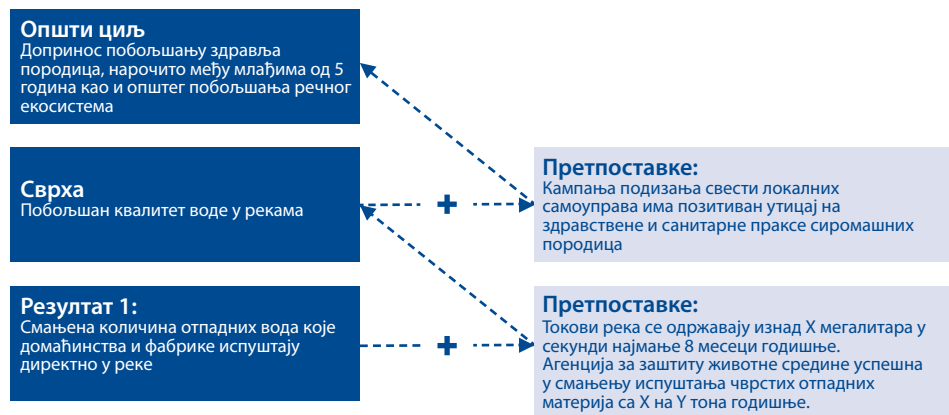 Општи циљ
Допринос побољшању здравља
породица, нарочито међу млађима од 5
година као и општег побољшања речног
екосистема
Сврха
Побољшан квалитет воде у рекама
+
Претпоставке:
Кампања подизања свести локалних
самоуправа има позитиван утицај на
здравствене и санитарне праксе сиромашних
породица
Резултат 1:
Смањена количина отпадних вода које
домаћинства и фабрике испуштају
директно у реке
+
Претпоставке:
Токови река се одржавају изнад X мегалитара у
секунди најмање 8 месеци годишње.
Агенција за заштиту животне средине успешна
у смањењу испуштања чврстих отпадних
материја са X на Y тона годишње.